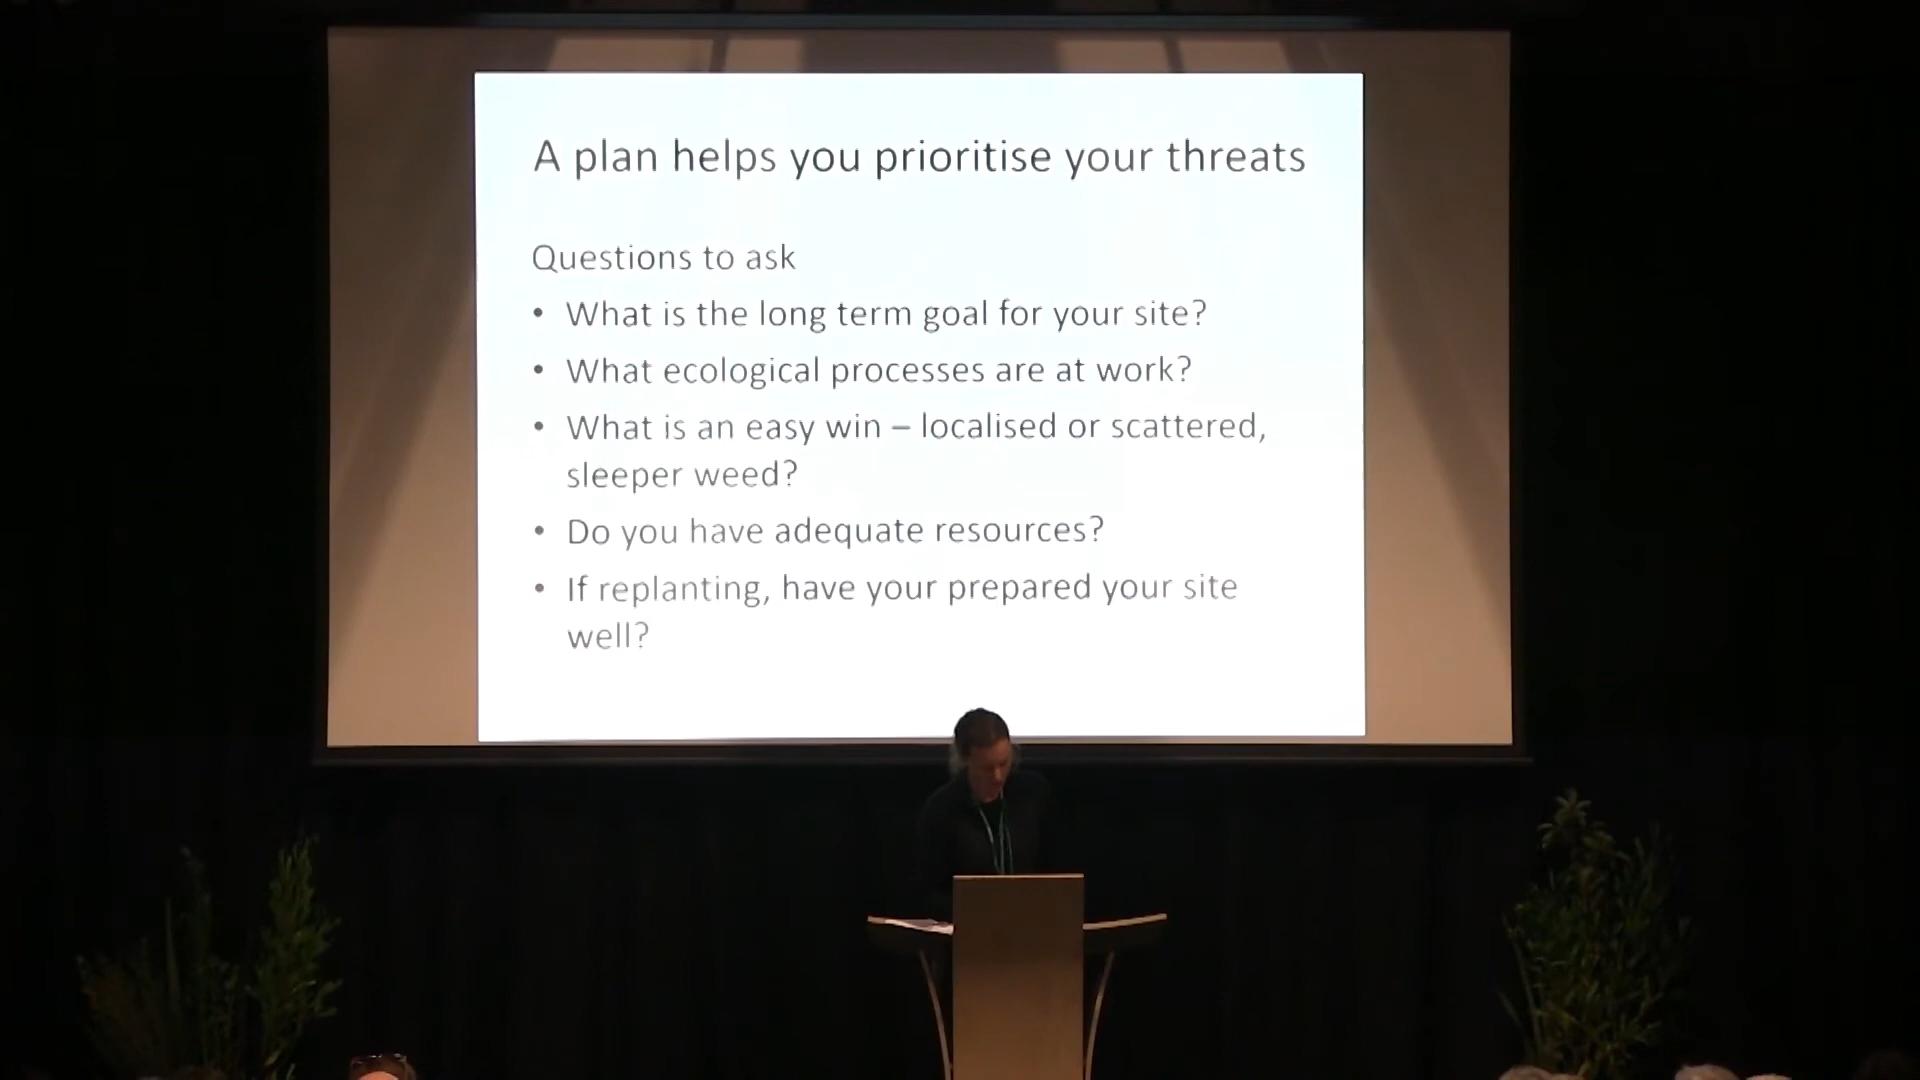 A plan helps you prioritise your threats
Questions to ask
• What is the long term goal for your site?
• What ecological processes are at work?
• What is an easy win – localised or scattered,
sleeper weed?
• Do you have adequate resources?
• If replanting, have your prepared your site
well?